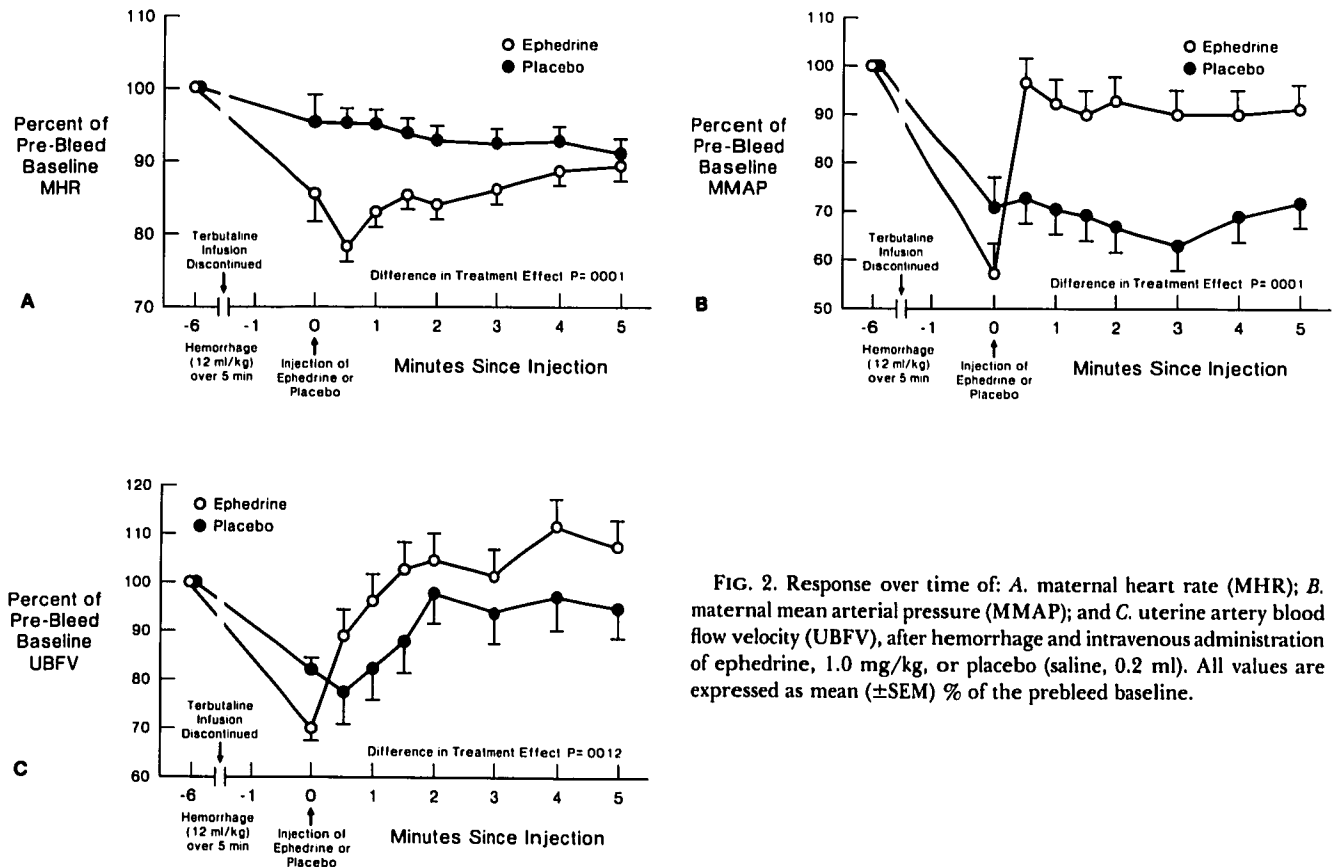 110
100
90
80
70
Percent of
Pre-Bleed
Baseline
MHR
Ephedrine
Placebo
Terbutaline
Infusion
Discontinued
Difference in Treatment Effect P= 0001
A
-6 -1 0 1 2 3 4 5
Hemorrhage
(12 ml/kg)
over 5 min
Injection of
Ephedrine or
Placebo
Minutes Since Injection
110
100
90
80
70
60
50
Percent of
Pre-Bleed
Baseline
MMAP
Ephedrine
Placebo
Terbutaline
Infusion
Discontinued
Difference in Treatment Effect P= 0001
B
-6 -1 0 1 2 3 4 5
Hemorrhage
(12 ml/kg)
over 5 min
Injection of
Ephedrine or
Placebo
Minutes Since Injection
120
110
100
90
80
70
60
Percent of
Pre-Bleed
Baseline
UBFV
Ephedrine
Placebo
Terbutaline
Infusion
Discontinued
Difference in Treatment Effect P= 0012
C
-6 -1 0 1 2 3 4 5
Hemorrhage
(12 ml/kg)
over 5 min
Injection of
Ephedrine or
Placebo
Minutes Since Injection
FIG. 2. Response over time of: A. maternal heart rate (MHR); B.
maternal mean arterial pressure (MMAP); and C. uterine artery blood
flow velocity (UBFV), after hemorrhage and intravenous administration
of ephedrine, 1.0 mg/kg, or placebo (saline, 0.2 ml). All values are
expressed as mean (±SEM) % of the prebleed baseline.